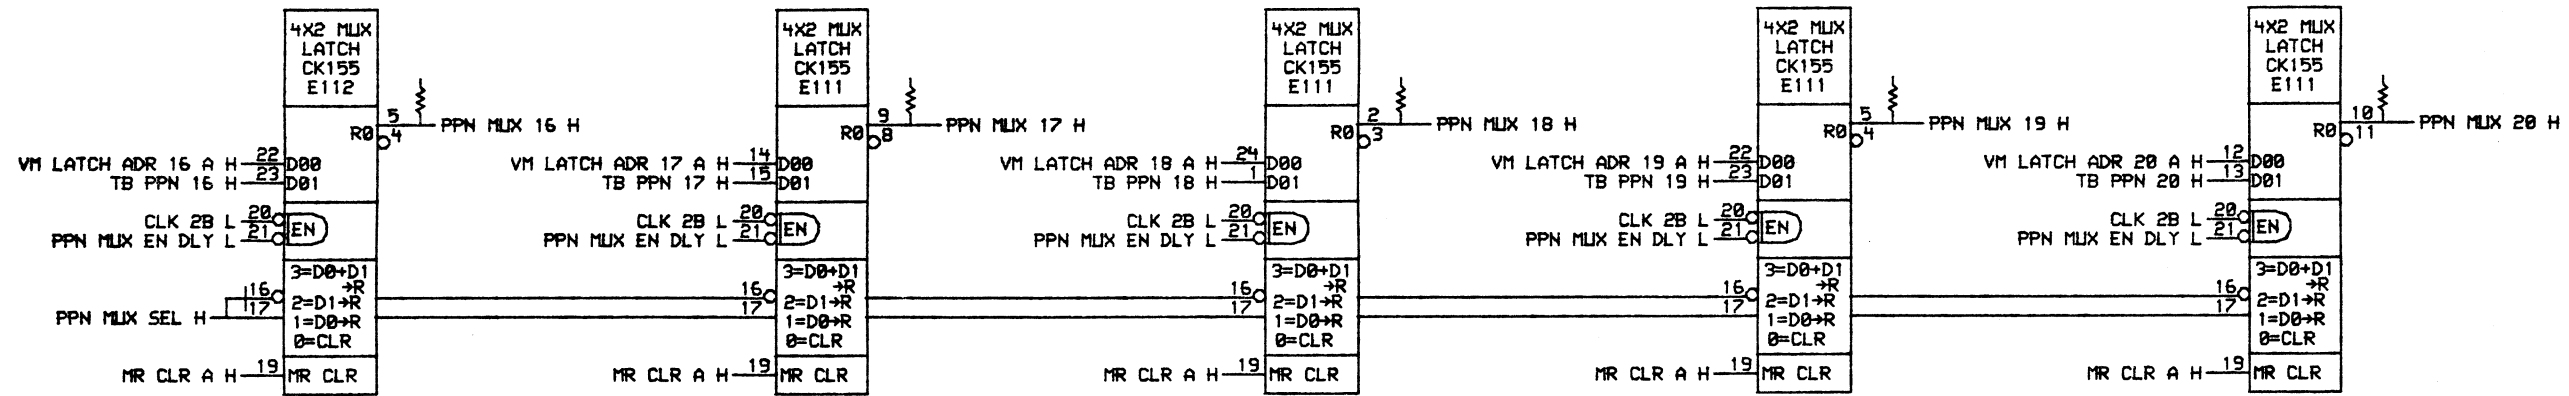 4X2 MUX
LATCH
CK155
E112
5
R0
4
PPN MUX 16 H
VM LATCH ADR 16 A H
22
D00
TB PPN 16 H
23
D01
CLK 2B L
20
PPN MUX EN DLY L
21
EN
3=D0+D1
→R
16
2=D1→R
PPN MUX SEL H
17
1=D0→R
0=CLR
MR CLR A H
19
MR CLR
4X2 MUX
LATCH
CK155
E111
9
R0
8
PPN MUX 17 H
VM LATCH ADR 17 A H
14
D00
TB PPN 17 H
15
D01
CLK 2B L
20
PPN MUX EN DLY L
21
EN
3=D0+D1
→R
16
2=D1→R
17
1=D0→R
0=CLR
MR CLR A H
19
MR CLR
4X2 MUX
LATCH
CK155
E111
2
R0
3
PPN MUX 18 H
VM LATCH ADR 18 A H
24
D00
TB PPN 18 H
1
D01
CLK 2B L
20
PPN MUX EN DLY L
21
EN
3=D0+D1
→R
16
2=D1→R
17
1=D0→R
0=CLR
MR CLR A H
19
MR CLR
4X2 MUX
LATCH
CK155
E111
5
R0
4
PPN MUX 19 H
VM LATCH ADR 19 A H
22
D00
TB PPN 19 H
23
D01
CLK 2B L
20
PPN MUX EN DLY L
21
EN
3=D0+D1
→R
16
2=D1→R
17
1=D0→R
0=CLR
MR CLR A H
19
MR CLR
4X2 MUX
LATCH
CK155
E111
10
R0
11
PPN MUX 20 H
VM LATCH ADR 20 A H
12
D00
TB PPN 20 H
13
D01
CLK 2B L
20
PPN MUX EN DLY L
21
EN
3=D0+D1
→R
16
2=D1→R
17
1=D0→R
0=CLR
MR CLR A H
19
MR CLR